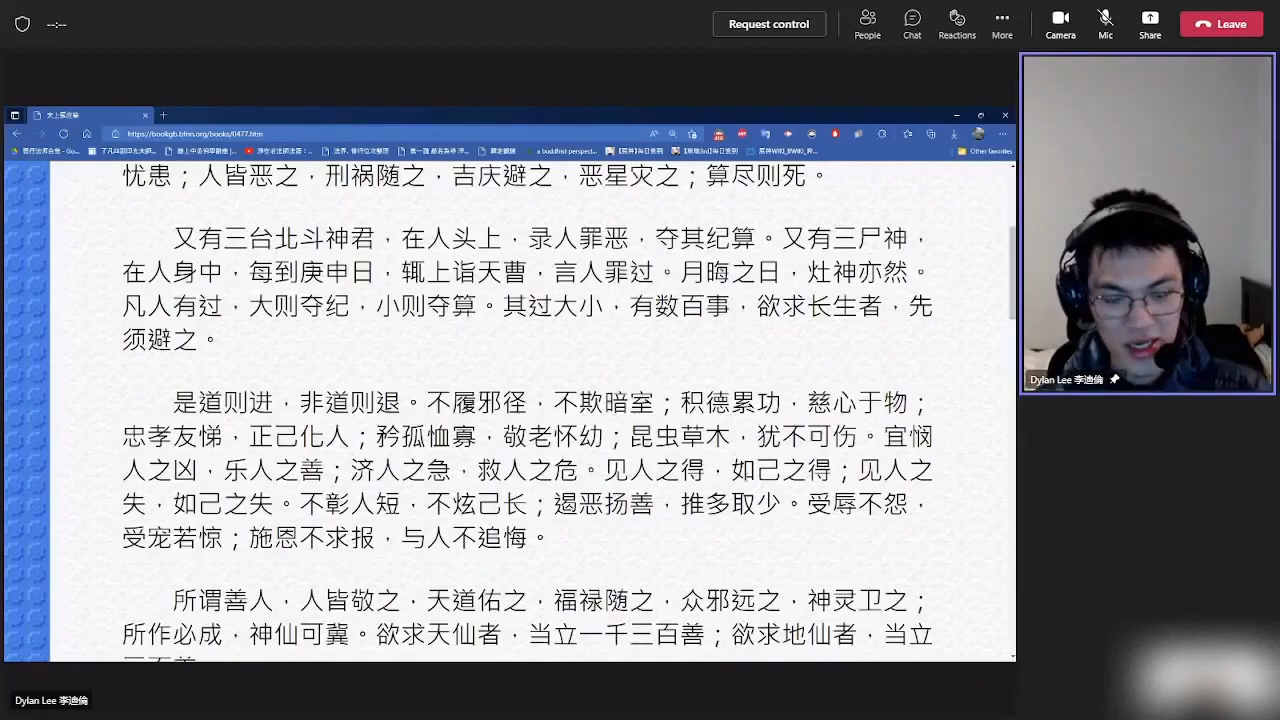 --:--
Request control
People
Chat
Reactions
More
Camera
Mic
Share
Leave
太上感应篇
https://bookgb.bfnn.org/books/0477.htm
a buddhist perspect...
Other favorites
忧患；人皆恶之，刑祸随之，吉庆避之，恶星灾之；算尽则死。
又有三台北斗神君，在人头上，录人罪恶，夺其纪算。又有三尸神，
在人身中，每到庚申日，辄上诣天曹，言人罪过。月晦之日，灶神亦然。
凡人有过，大则夺纪，小则夺算。其过大小，有数百事，欲求长生者，先
须避之。
是道则进，非道则退。不履邪径，不欺暗室；积德累功，慈心于物；
忠孝友悌，正己化人；矜孤恤寡，敬老怀幼；昆虫草木，犹不可伤。宜悯
人之凶，乐人之善；济人之急，救人之危。见人之得，如己之得；见人之
失，如己之失。不彰人短，不炫己长；遏恶扬善，推多取少。受辱不怨，
受宠若惊；施恩不求报，与人不追悔。
所谓善人，人皆敬之，天道佑之，福禄随之，众邪远之，神灵卫之；
所作必成，神仙可冀。欲求天仙者，当立一千三百善；欲求地仙者，当立
Dylan Lee 李迪倫
Dylan Lee 李迪倫